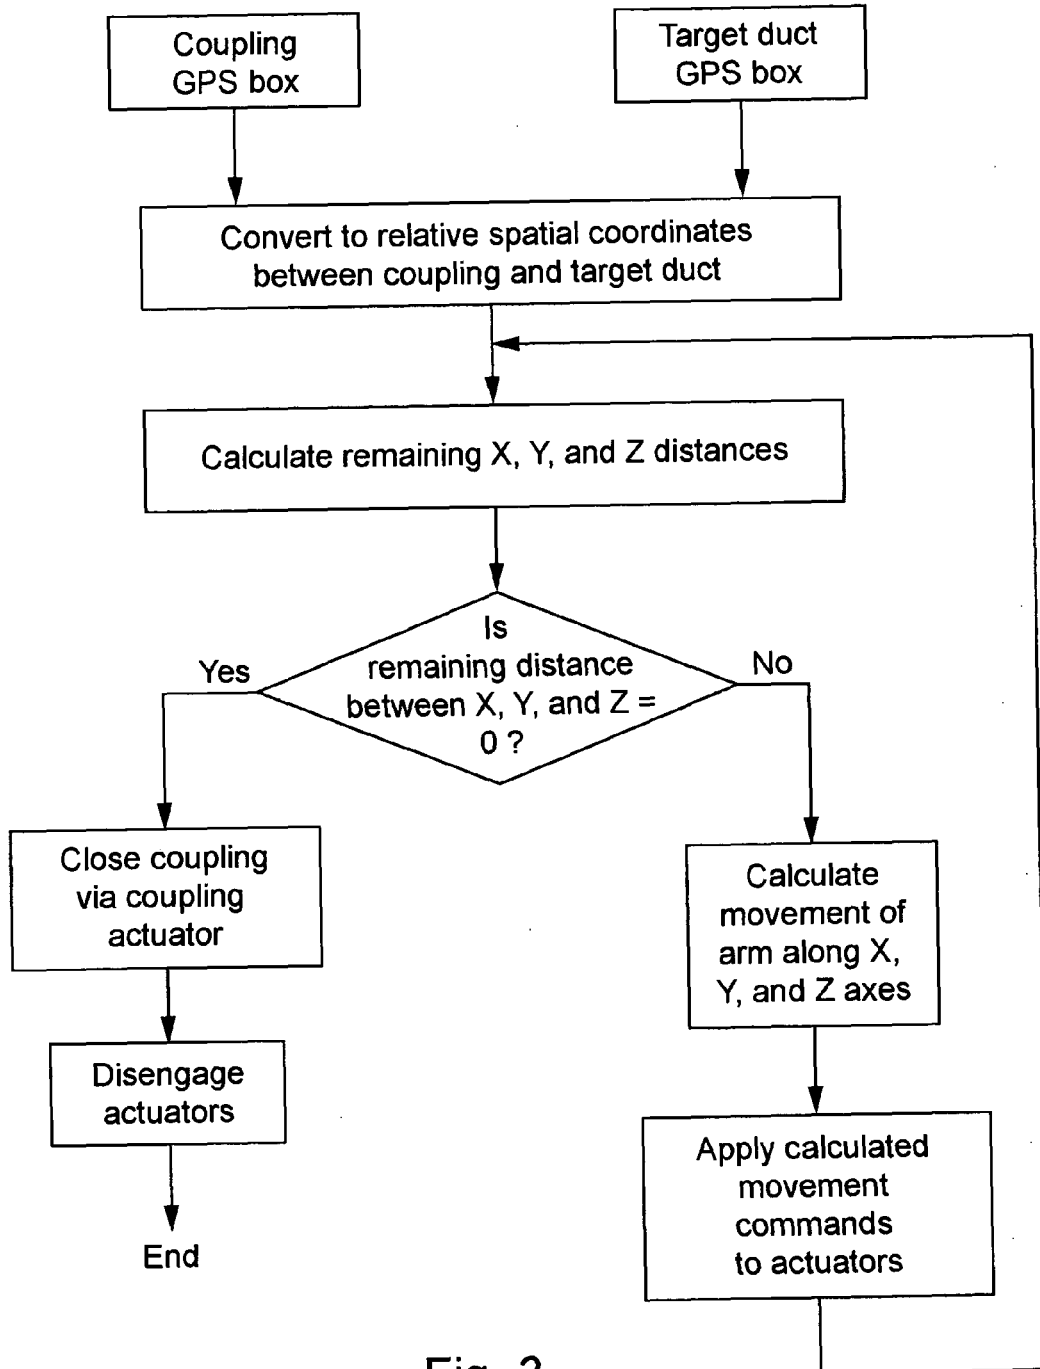 Coupling
GPS box
Target duct
GPS box
Convert to relative spatial coordinates
between coupling and target duct
Calculate remaining X, Y, and Z distances
Is
remaining distance
between X, Y, and Z =
0 ?
Yes
No
Close coupling
via coupling
actuator
Calculate
movement of
arm along X,
Y, and Z axes
Disengage
actuators
Apply calculated
movement
commands
to actuators
End
Fig.